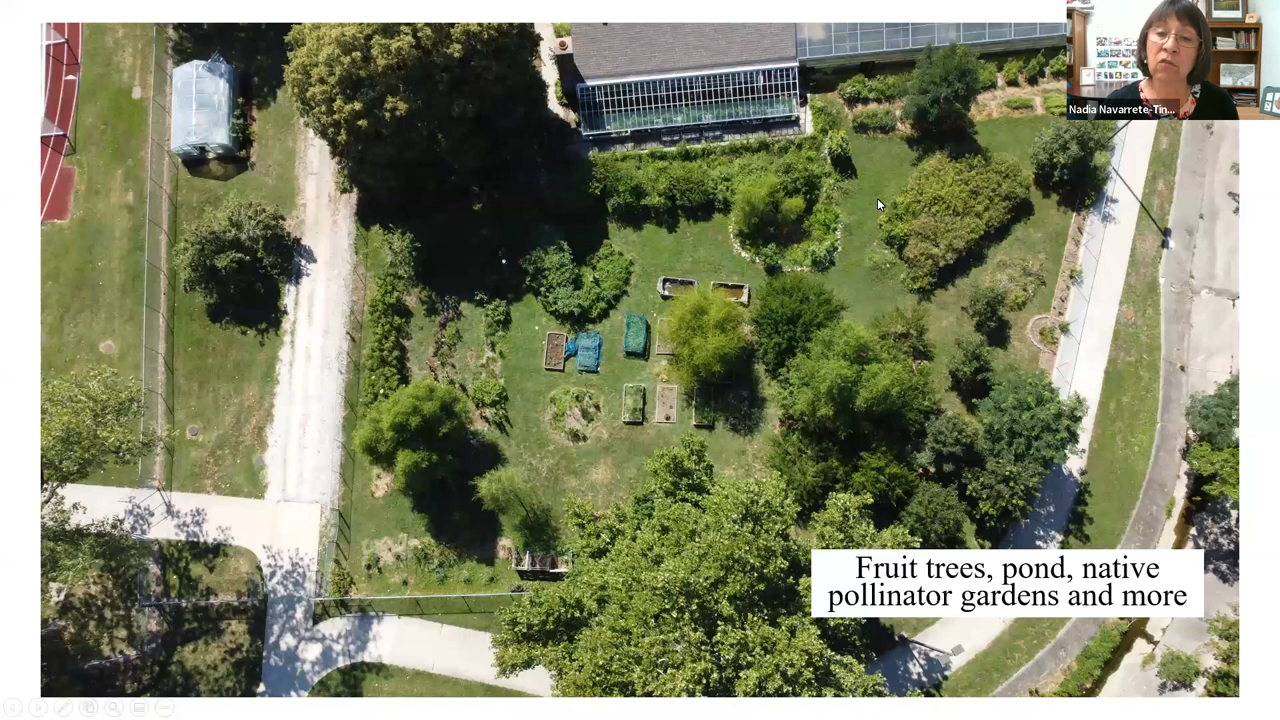 Nadia Navarrete-Tin...
Fruit trees, pond, native
pollinator gardens and more